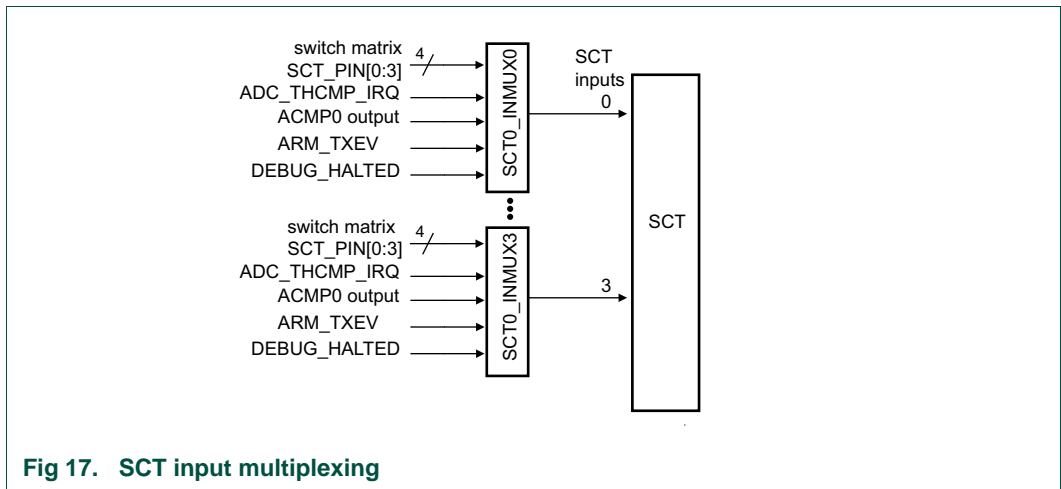 switch matrix
SCT_PIN[0:3]
4
ADC_THCMP_IRQ
ACMP0 output
ARM_TXEV
DEBUG_HALTED
SCT0_INMUX0
SCT
inputs
0
switch matrix
SCT_PIN[0:3]
4
ADC_THCMP_IRQ
ACMP0 output
ARM_TXEV
DEBUG_HALTED
SCT0_INMUX3
3
SCT
Fig 17. SCT input multiplexing